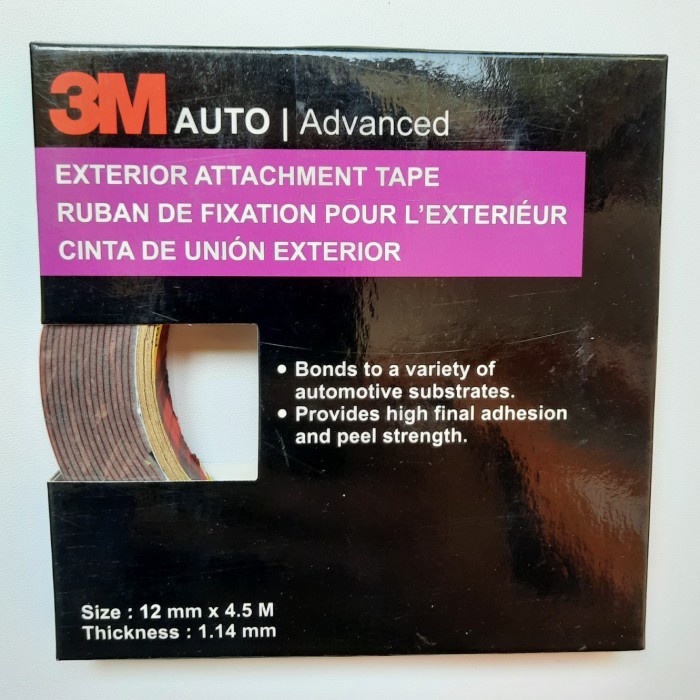 3M AUTO | Advanced
EXTERIOR ATTACHMENT TAPE
RUBAN DE FIXATION POUR L’EXTERIÉUR
CINTA DE UNIÓN EXTERIOR
• Bonds to a variety of
automotive substrates.
• Provides high final adhesion
and peel strength.
Size : 12 mm x 4.5 M
Thickness : 1.14 mm